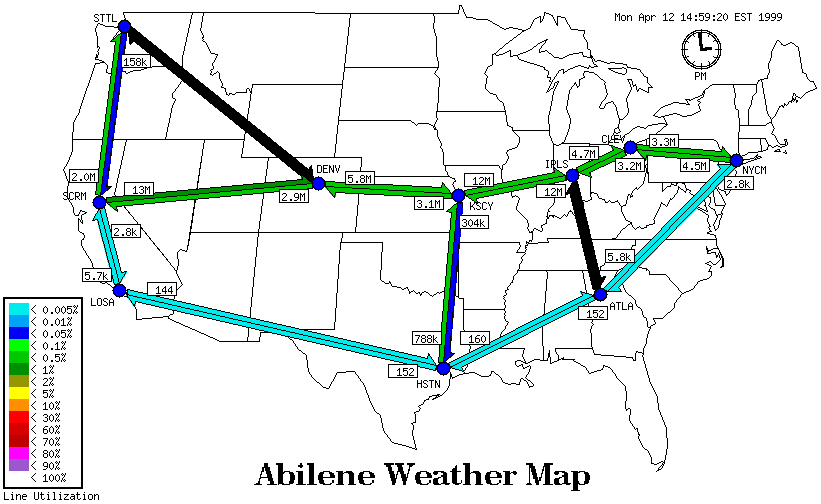 STTL
Mon Apr 12 14:59:20 EST 1999
PM
158k
CLEV
4.7M
3.3M
IRLS
3.2M
4.5M
NYCM
2.8k
DENV
5.8M
12M
12M
2.0M
13M
2.9M
3.1M
KSCY
SCRM
304k
2.8k
5.8k
5.7k
LOSA
144
ATLA
152
788k
160
152
HSTN
< 0.005%
< 0.01%
< 0.05%
< 0.1%
< 0.5%
< 1%
< 2%
< 5%
< 10%
< 30%
< 60%
< 70%
< 80%
< 90%
< 100%
Line Utilization
Abilene Weather Map